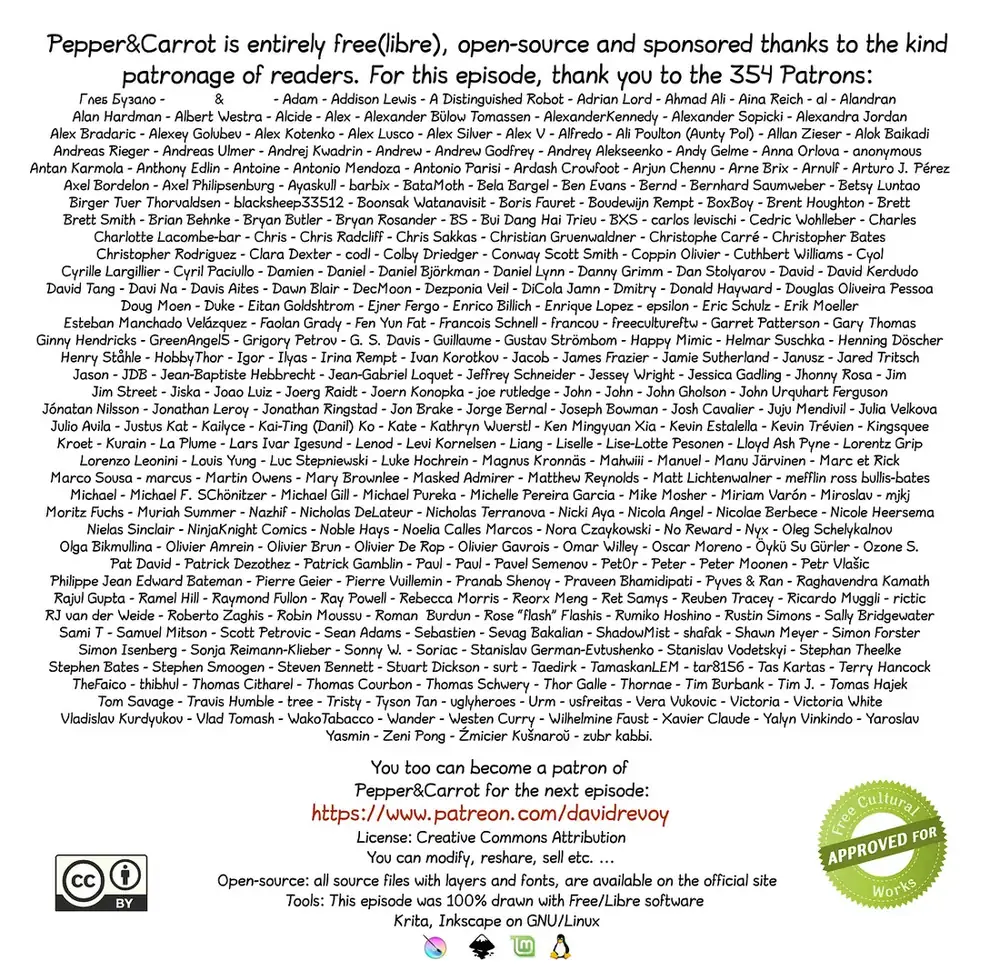 Pepper&Carrot is entirely free(libre), open-source and sponsored thanks to the kind
patronage of readers. For this episode, thank you to the 354 Patrons:
Глеб Бузало - & - Adam - Addison Lewis - A Distinguished Robot - Adrian Lord - Ahmad Ali - Aina Reich - al - Alandran
Alan Hardman - Albert Westra - Alcide - Alex - Alexander Bülow Tomassen - AlexanderKennedy - Alexander Sopicki - Alexandra Jordan
Alex Bradaric - Alexey Golubev - Alex Kotenko - Alex Lusco - Alex Silver - Alex V - Alfredo - Ali Poulton (Aunty Pol) - Allan Zieser - Alok Baikadi
Andreas Rieger - Andreas Ulmer - Andrej Kwadrin - Andrew - Andrew Godfrey - Andrey Alekseenko - Andy Gelme - Anna Orlova - anonymous
Antan Karmola - Anthony Edlin - Antoine - Antonio Mendoza - Antonio Parisi - Ardash Crowfoot - Arjun Chennu - Arne Brix - Arnulf - Arturo J. Pérez
Axel Bordelon - Axel Philipsenburg - Ayaskull - barbix - BataMoth - Bela Bargel - Ben Evans - Bernd - Bernhard Saumweber - Betsy Luntao
Birger Tuer Thorvaldsen - blacksheep33512 - Boonsak Watanavisit - Boris Fauret - Boudewijn Rempt - BoxBoy - Brent Houghton - Brett
Brett Smith - Brian Behnke - Bryan Butler - Bryan Rosander - BS - Bui Dang Hai Trieu - BXS - carlos levischi - Cedric Wohlleber - Charles
Charlotte Lacombe-bar - Chris - Chris Radcliff - Chris Sakkas - Christian Gruenwaldner - Christophe Carré - Christopher Bates
Christopher Rodriguez - Clara Dexter - codl - Colby Driedger - Conway Scott Smith - Coppin Olivier - Cuthbert Williams - Cyol
Cyrille Largillier - Cyril Paciullo - Damien - Daniel - Daniel Björkman - Daniel Lynn - Danny Grimm - Dan Stolyarov - David - David Kerdudo
David Tang - Davi Na - Davis Aites - Dawn Blair - DecMoon - Dezponia Veil - DiCola Jamn - Dmitry - Donald Hayward - Douglas Oliveira Pessoa
Doug Moen - Duke - Eitan Goldshtrom - Ejner Fergo - Enrico Billich - Enrique Lopez - epsilon - Eric Schulz - Erik Moeller
Esteban Manchado Velázquez - Faolan Grady - Fen Yun Fat - Francois Schnell - francou - freecultureftw - Garret Patterson - Gary Thomas
Ginny Hendricks - GreenAngel5 - Grigory Petrov - G. S. Davis - Guillaume - Gustav Strömbom - Happy Mimic - Helmar Suschka - Henning Döscher
Henry Ståhle - HobbyThor - Igor - Ilyas - Irina Rempt - Ivan Korotkov - Jacob - James Frazier - Jamie Sutherland - Janusz - Jared Tritsch
Jason - JDB - Jean-Baptiste Hebbrecht - Jean-Gabriel Loquet - Jeffrey Schneider - Jessey Wright - Jessica Gadling - Jhonny Rosa - Jim
Jim Street - Jiska - Joao Luiz - Joerg Raidt - Joern Konopka - joe rutledge - John - John - John Gholson - John Urquhart Ferguson
Jónatan Nilsson - Jonathan Leroy - Jonathan Ringstad - Jon Brake - Jorge Bernal - Joseph Bowman - Josh Cavalier - Juju Mendivil - Julia Velkova
Julio Avila - Justus Kat - Kailyce - Kai-Ting (Danil) Ko - Kate - Kathryn Wuerstl - Ken Mingyuan Xia - Kevin Estalella - Kevin Trévien - Kingsquee
Kroet - Kurain - La Plume - Lars Ivar Igesund - Lenod - Levi Kornelsen - Liang - Liselle - Lise-Lotte Pesonen - Lloyd Ash Pyne - Lorentz Grip
Lorenzo Leonini - Louis Yung - Luc Stepniewski - Luke Hochrein - Magnus Kronnäs - Mahwiii - Manuel - Manu Järvinen - Marc et Rick
Marco Sousa - marcus - Martin Owens - Mary Brownlee - Masked Admirer - Matthew Reynolds - Matt Lichtenwalner - mefflin ross bullis-bates
Michael - Michael F. SChönitzer - Michael Gill - Michael Pureka - Michelle Pereira Garcia - Mike Mosher - Miriam Varón - Miroslav - mjkj
Moritz Fuchs - Muriah Summer - Nazhif - Nicholas DeLateur - Nicholas Terranova - Nicki Aya - Nicola Angel - Nicolae Berbece - Nicole Heersema
Nielas Sinclair - NinjaKnight Comics - Noble Hays - Noelia Calles Marcos - Nora Czaykowski - No Reward - Nyx - Oleg Schelykalnov
Olga Bikmullina - Olivier Amrein - Olivier Brun - Olivier De Rop - Olivier Gavrois - Omar Willey - Oscar Moreno - Öykü Su Gürler - Ozone S.
Pat David - Patrick Dezothez - Patrick Gamblin - Paul - Paul - Pavel Semenov - Pet0r - Peter - Peter Moonen - Petr Vlašic
Philippe Jean Edward Bateman - Pierre Geier - Pierre Vuillemin - Pranab Shenoy - Praveen Bhamidipati - Pyves & Ran - Raghavendra Kamath
Rajul Gupta - Ramel Hill - Raymond Fullon - Ray Powell - Rebecca Morris - Reorx Meng - Ret Samys - Reuben Tracey - Ricardo Muggli - rictic
RJ van der Weide - Roberto Zaghis - Robin Moussu - Roman Burdun - Rose "flash" Flashis - Rumiko Hoshino - Rustin Simons - Sally Bridgewater
Sami T - Samuel Mitson - Scott Petrovic - Sean Adams - Sebastien - Sevag Bakalian - ShadowMist - shafak - Shawn Meyer - Simon Forster
Simon Isenberg - Sonja Reimann-Klieber - Sonny W. - Soriac - Stanislav German-Evtushenko - Stanislav Vodetskyi - Stephan Theelke
Stephen Bates - Stephen Smoogen - Steven Bennett - Stuart Dickson - surt - Taedirk - TamaskanLEM - tar8156 - Tas Kartas - Terry Hancock
TheFaico - thibhul - Thomas Citharel - Thomas Courbon - Thomas Schwery - Thor Galle - Thornae - Tim Burbank - Tim J. - Tomas Hajek
Tom Savage - Travis Humble - tree - Tristy - Tyson Tan - uglyheroes - Urm - usfreitas - Vera Vukovic - Victoria - Victoria White
Vladislav Kurdyukov - Vlad Tomash - WakoTabacco - Wander - Westen Curry - Wilhelmine Faust - Xavier Claude - Yalyn Vinkindo - Yaroslav
Yasmin - Zeni Pong - Źmicier Kušnaroŭ - zubr kabbi.
You too can become a patron of
Pepper&Carrot for the next episode:
https://www.patreon.com/davidrevoy
License: Creative Commons Attribution
You can modify, reshare, sell etc. ...
Open-source: all source files with layers and fonts, are available on the official site
Tools: This episode was 100% drawn with Free/Libre software
Krita, Inkscape on GNU/Linux
cc
BY
Free Cultural
APPROVED FOR
Works